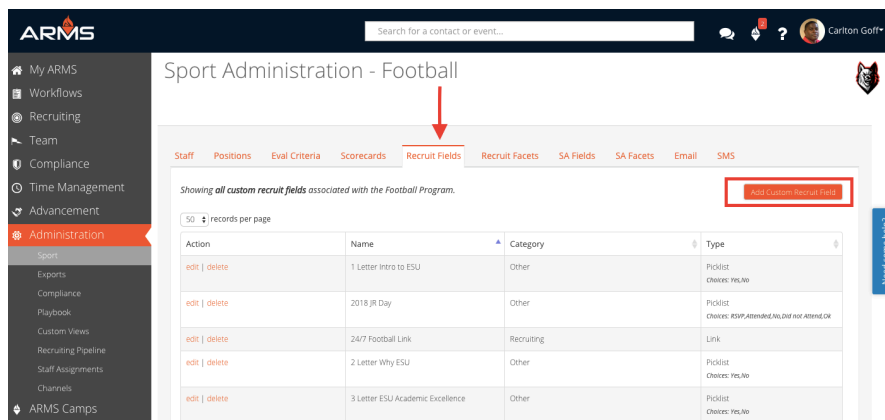 ARMS
Search for a contact or event...
2
?
Carlton Goff
My ARMS
Workflows
Recruiting
Team
Compliance
Time Management
Advancement
Administration
Sport
Exports
Compliance
Playbook
Custom Views
Recruiting Pipeline
Staff Assignments
Channels
ARMS Camps
Sport Administration - Football
Staff Positions Eval Criteria Scorecards Recruit Fields Recruit Facets SA Fields SA Facets Email SMS
Showing all custom recruit fields associated with the Football Program.
Add Custom Recruit Field
50 records per page
Action Name Category Type
edit | delete 1 Letter Intro to ESU Other Picklist
Choices: Yes,No
edit | delete 2018 JR Day Other Picklist
Choices: RSVP,Attended,No,Did not Attend,Ok
edit | delete 24/7 Football Link Recruiting Link
edit | delete 2 Letter Why ESU Other Picklist
Choices: Yes,No
edit | delete 3 Letter ESU Academic Excellence Other Picklist
Choices: Yes,No